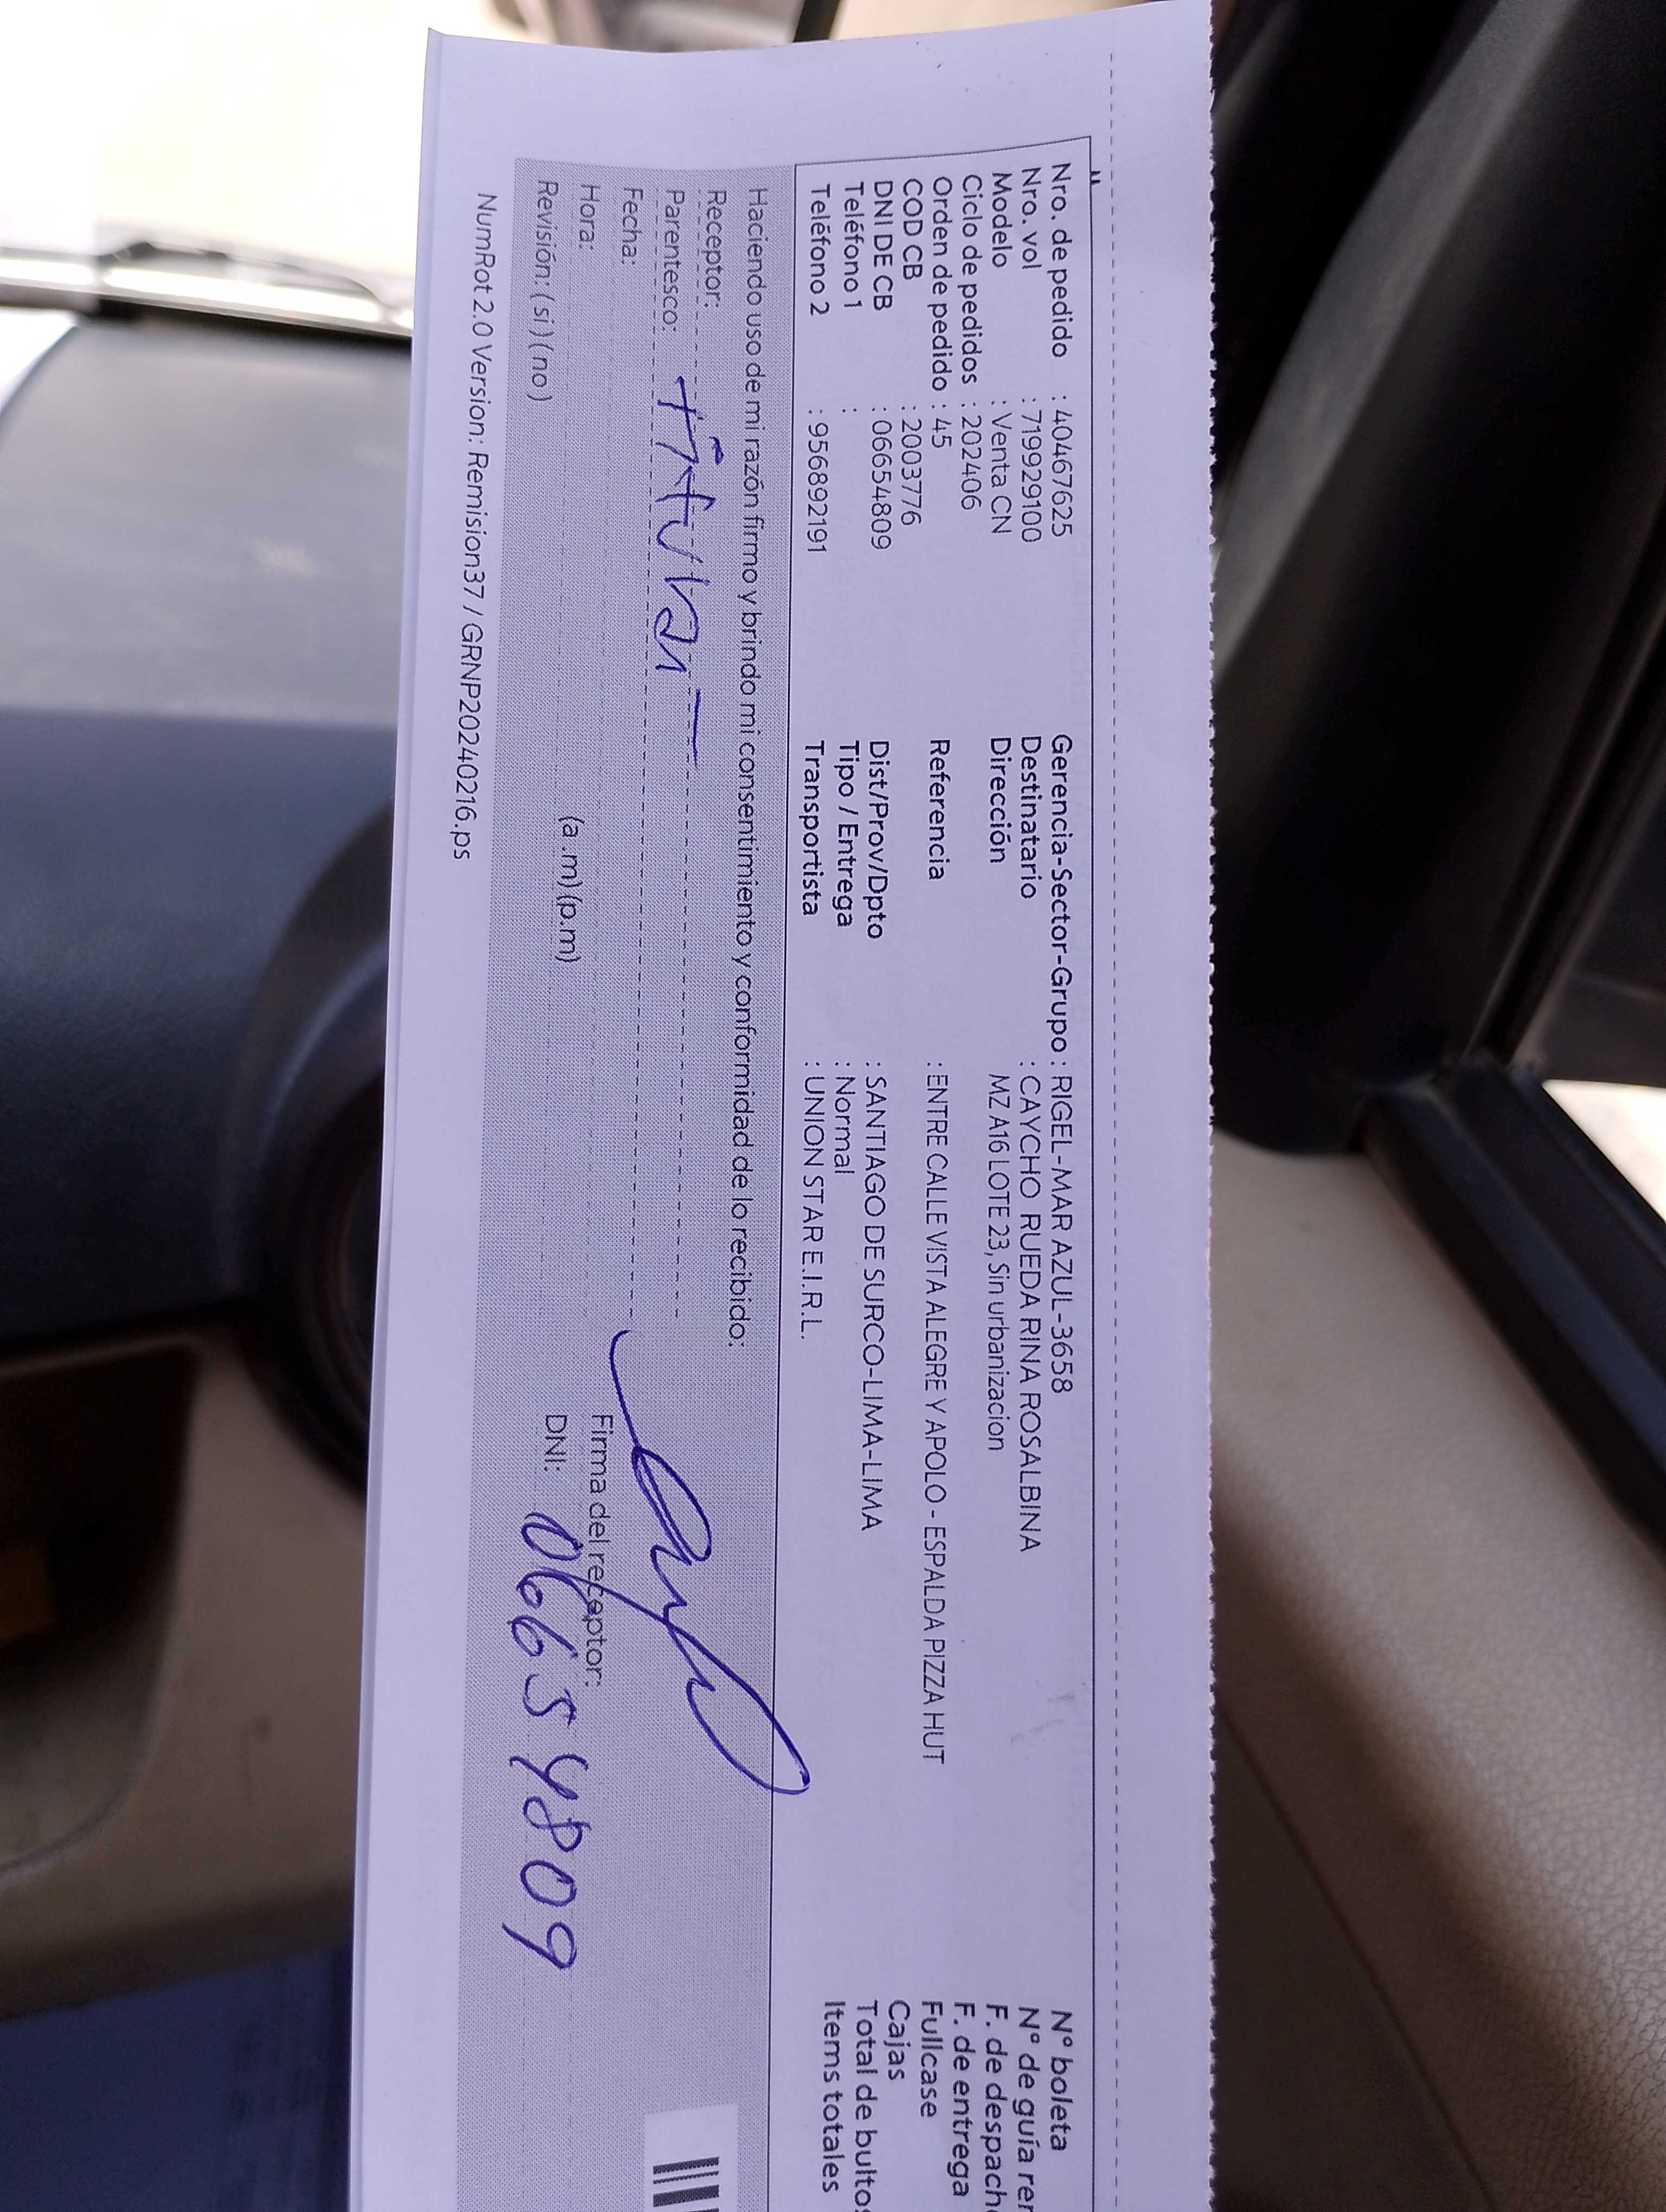 Nro. de pedido : 40467625
Nro. vol : 719929100
Modelo : Venta CN
Ciclo de pedidos : 202406
Orden de pedido : 45
COD CB : 2003776
DNI DE CB : 06654809
Teléfono 1 :
Teléfono 2 : 956892191
Gerencia-Sector-Grupo : RIGEL-MAR AZUL-3658
Destinatario : CAYCHO RUEDA RINA ROSALBINA
Dirección MZ A16 LOTE 23, Sin urbanizacion
Referencia : ENTRE CALLE VISTA ALEGRE Y APOLO - ESPALDA PIZZA HUT
Dist/Prov/Dpto : SANTIAGO DE SURCO-LIMA-LIMA
Tipo / Entrega : Normal
Transportista : UNION STAR E.I.R.L.
N° boleta
N° de guía rem
F. de despach
F. de entrega
Fullcase
Cajas
Total de bultos
Items totales
Haciendo uso de mi razón firmo y brindo mi consentimiento y conformidad de lo recibido:
Receptor:
Parentesco: titular
Fecha:
Hora: (a.m) (p.m)
Revisión: ( si ) ( no )
Firma del receptor:
DNI: 06654809
NumRot 2.0 Version: Remision37 / GRNP20240216.ps